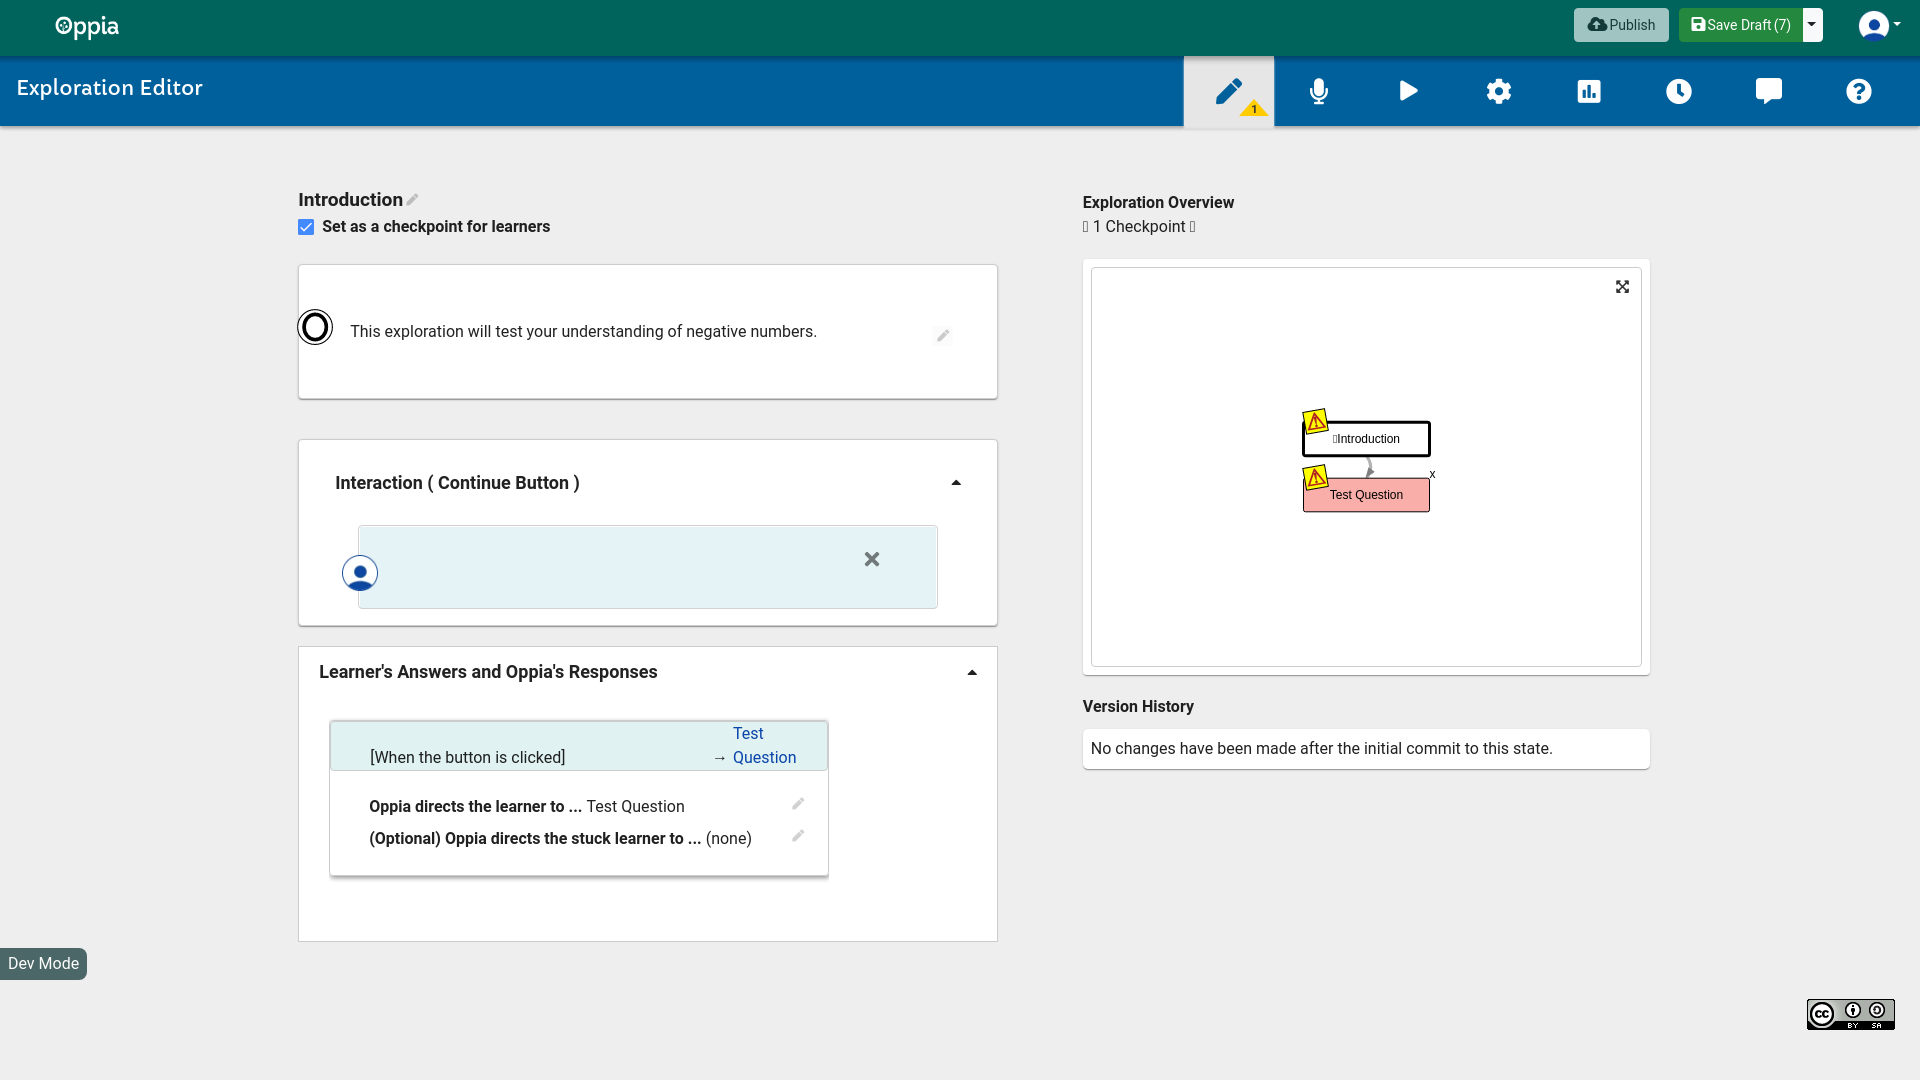 Oppia
Publish
Save Draft (7)
Exploration Editor
1
Introduction
Set as a checkpoint for learners
This exploration will test your understanding of negative numbers.
Interaction ( Continue Button )
Learner's Answers and Oppia's Responses
[When the button is clicked]
→ Test Question
Oppia directs the learner to ... Test Question
(Optional) Oppia directs the stuck learner to ... (none)
Exploration Overview
1 Checkpoint
Introduction
x
Test Question
Version History
No changes have been made after the initial commit to this state.
Dev Mode
CC
BY SA